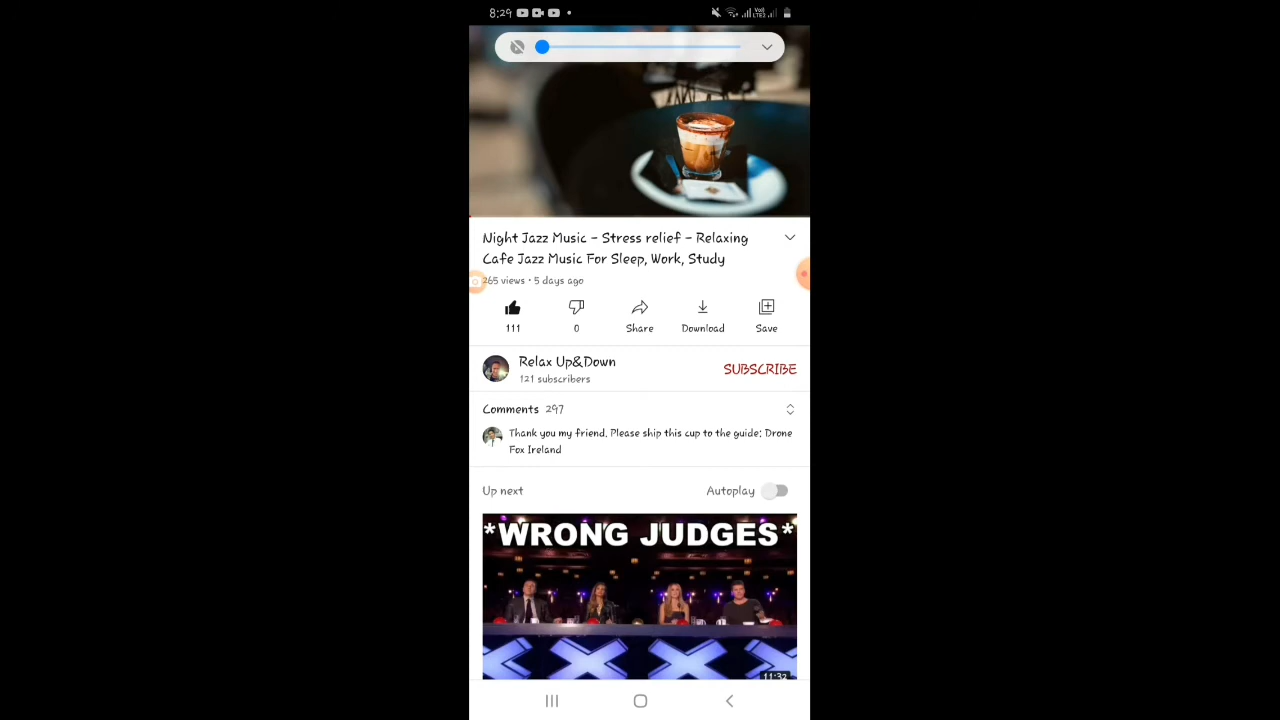 8:29
Vo))
LTE2
Night Jazz Music – Stress relief – Relaxing
Cafe Jazz Music For Sleep, Work, Study
265 views • 5 days ago
111
0
Share
Download
Save
Relax Up&Down
121 subscribers
SUBSCRIBE
Comments 297
Thank you my friend. Please ship this cup to the guide: Drone
Fox Ireland
Up next
Autoplay
*WRONG JUDGES*
11:32